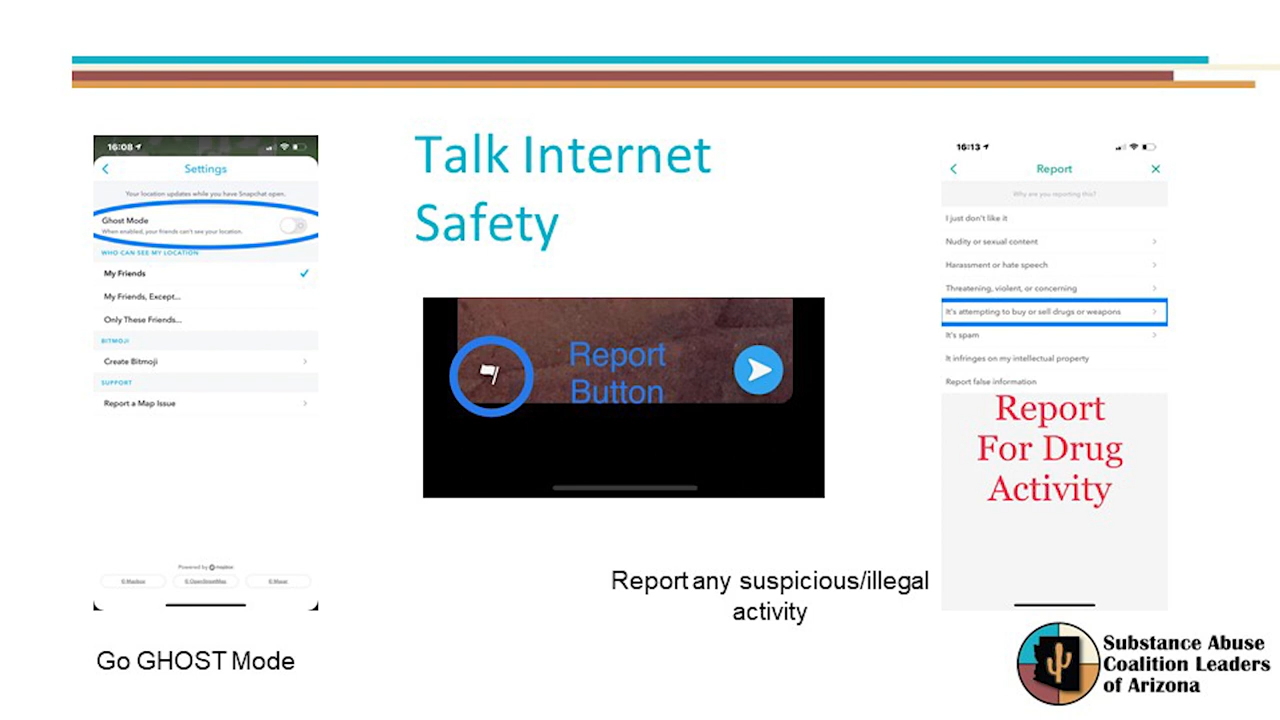 Talk Internet
Safety
16:08
Settings
Your location updates while you have Snapchat open.
Ghost Mode
When enabled, your friends can't see your location.
WHO CAN SEE MY LOCATION
My Friends
My Friends, Except...
Only These Friends...
BITMOJI
Create Bitmoji
SUPPORT
Report a Map Issue
Powered by
© OpenStreetMap
Go GHOST Mode
Report
Button
Report any suspicious/illegal
activity
16:13
Report
Why are you reporting this?
I just don't like it
Nudity or sexual content
Harassment or hate speech
Threatening, violent, or concerning
It's attempting to buy or sell drugs or weapons
It's spam
It infringes on my intellectual property
Report false information
Report
For Drug
Activity
Substance Abuse
Coalition Leaders
of Arizona